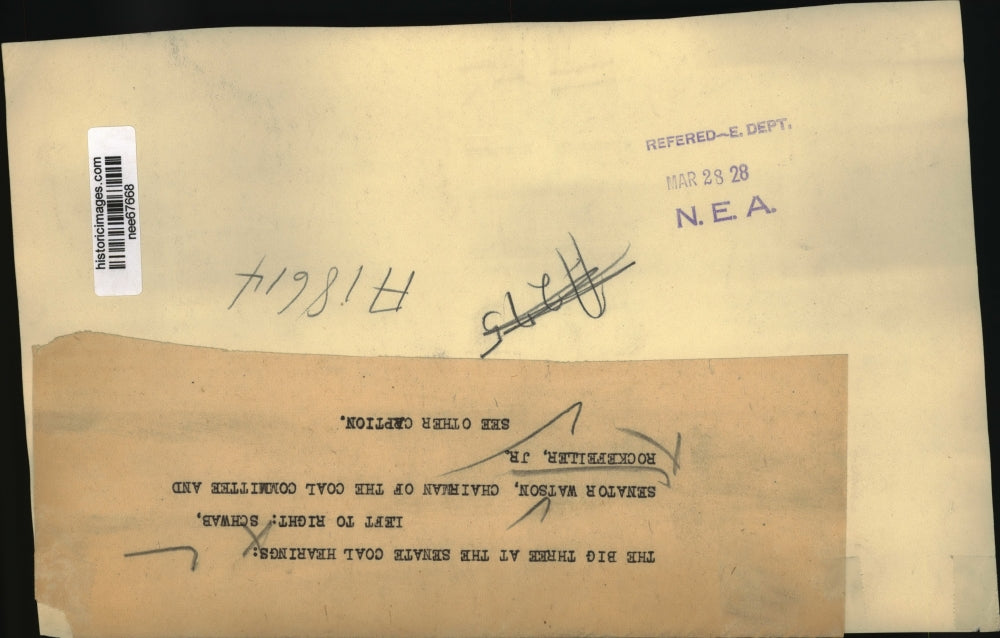 historicimages.com
nee67668
REFERED—E. DEPT.
MAR 28 28
N. E. A.
A18614
THE BIG THREE AT THE SENATE COAL HEARINGS:
LEFT TO RIGHT: SCHWAB,
SENATOR WATSON, CHAIRMAN OF THE COAL COMMITTEE AND
ROCKEFELLER, JR.
SEE OTHER CAPTION.